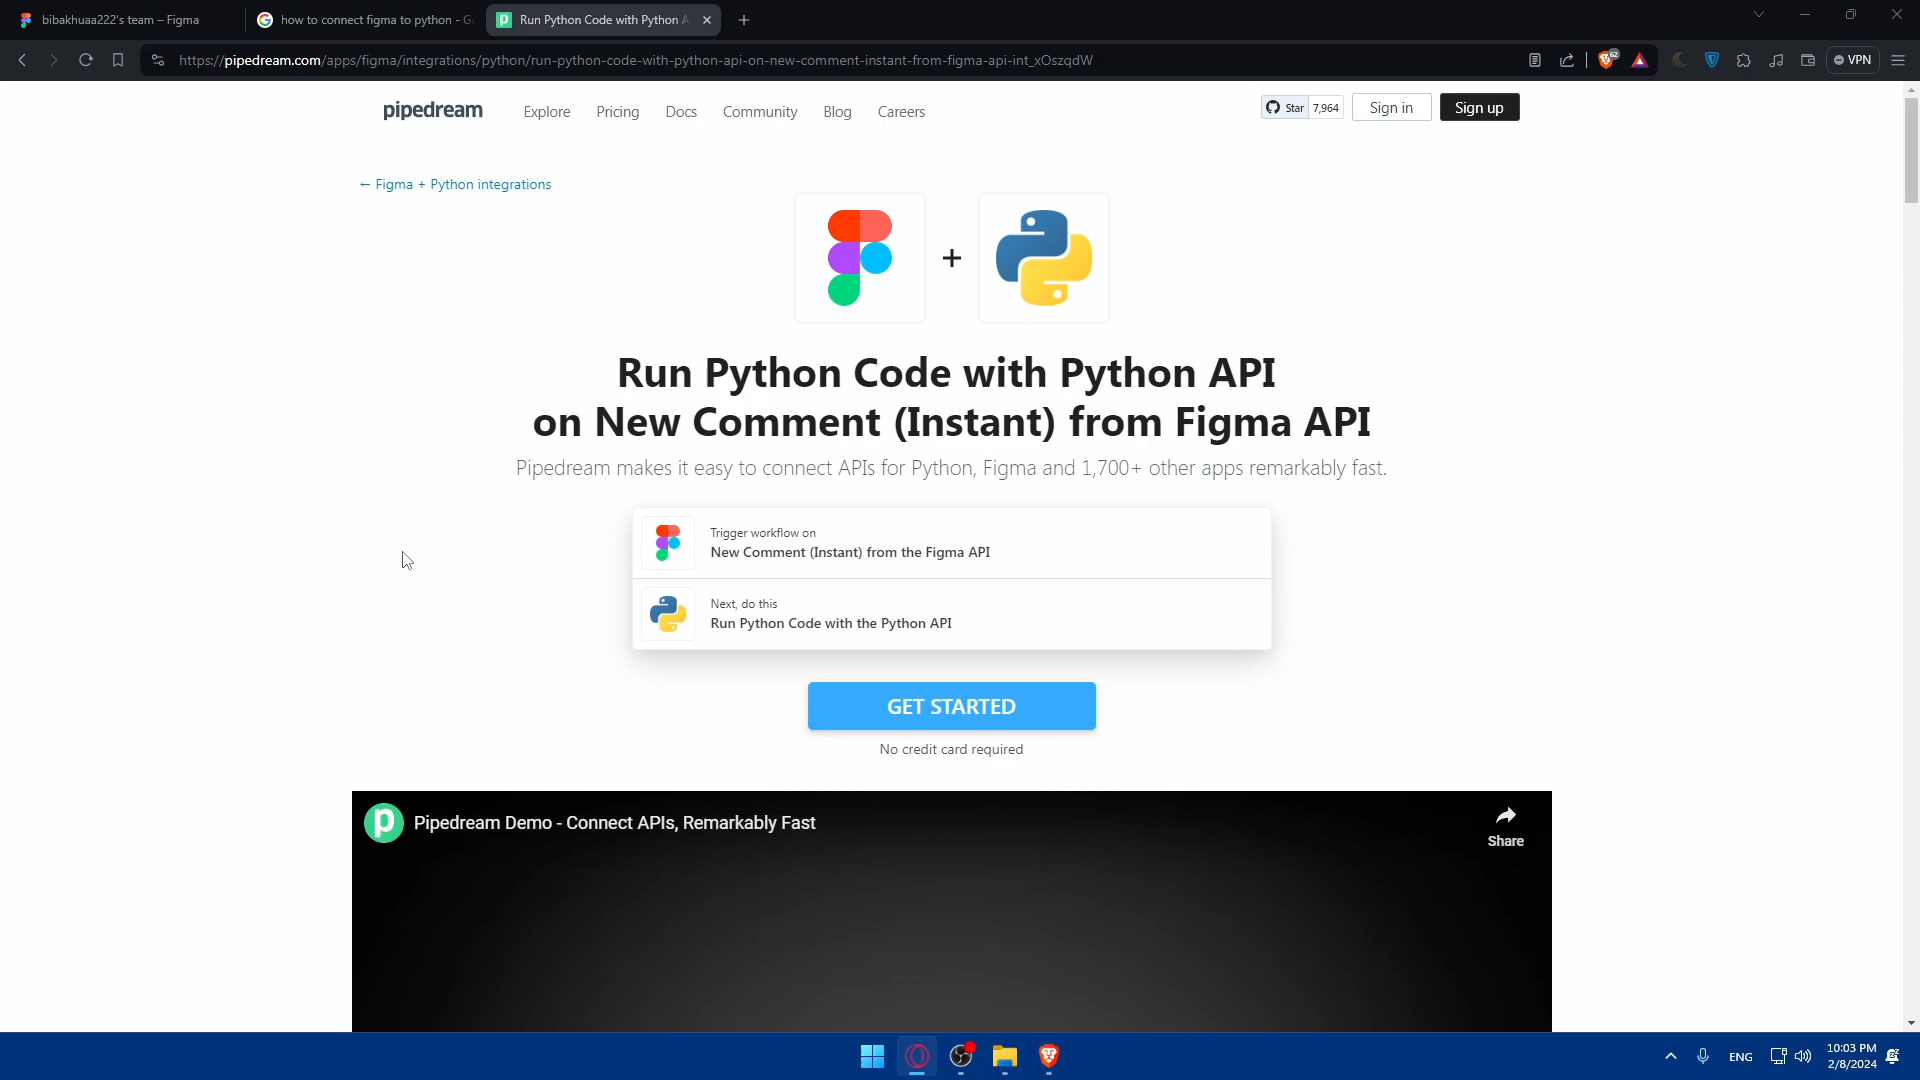 bibakhuaa222's team – Figma
how to connect figma to python - G
Run Python Code with Python A
https://pipedream.com/apps/figma/integrations/python/run-python-code-with-python-api-on-new-comment-instant-from-figma-api-int_xOszqdW
62
VPN
pipedream
Explore
Pricing
Docs
Community
Blog
Careers
Star 7,964
Sign in
Sign up
← Figma + Python integrations
+
Run Python Code with Python API
on New Comment (Instant) from Figma API
Pipedream makes it easy to connect APIs for Python, Figma and 1,700+ other apps remarkably fast.
Trigger workflow on
New Comment (Instant) from the Figma API
Next, do this
Run Python Code with the Python API
GET STARTED
No credit card required
Pipedream Demo - Connect APIs, Remarkably Fast
Share
ENG
10:03 PM
2/8/2024